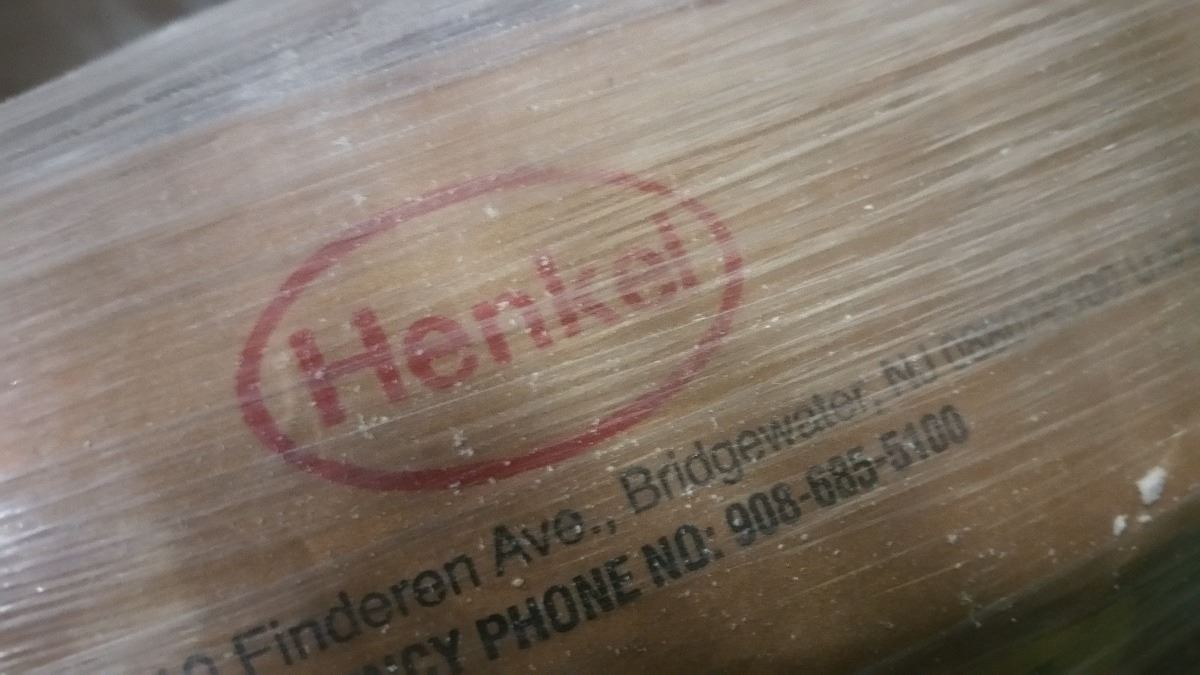 Henkel
Finderen Ave., Bridgewater, NJ
PHONE NO: 908-685-5100